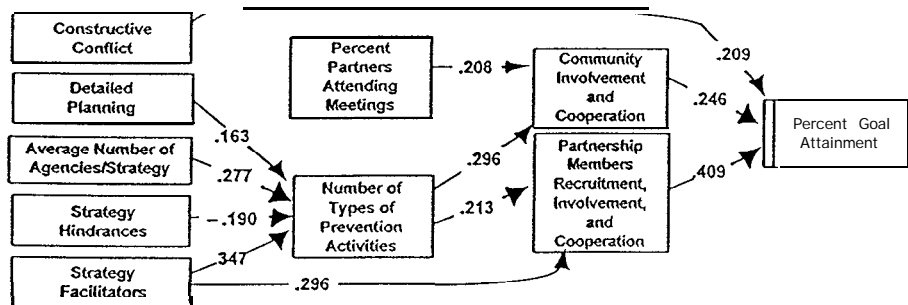 Constructive
Conflict
Detailed
Planning
Average Number of
Agencies/Strategy
Strategy
Hindrances
Strategy
Facilitators
.163
.277
-.190
.347
.296
Percent
Partners
Attending
Meetings
Number of
Types of
Prevention
Activities
.208
.296
.213
Community
Involvement
and
Cooperation
Partnership
Members
Recruitment,
Involvement,
and
Cooperation
.209
.246
.409
Percent Goal
Attainment